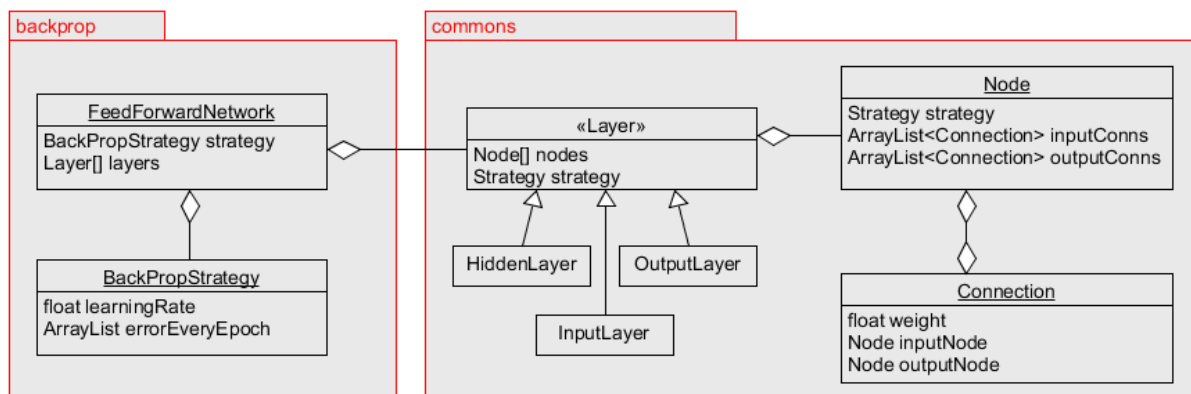 backprop
FeedForwardNetwork
BackPropStrategy strategy
Layer[] layers
BackPropStrategy
float learningRate
ArrayList errorEveryEpoch
commons
«Layer»
Node[] nodes
Strategy strategy
HiddenLayer
OutputLayer
InputLayer
Node
Strategy strategy
ArrayList<Connection> inputConns
ArrayList<Connection> outputConns
Connection
float weight
Node inputNode
Node outputNode